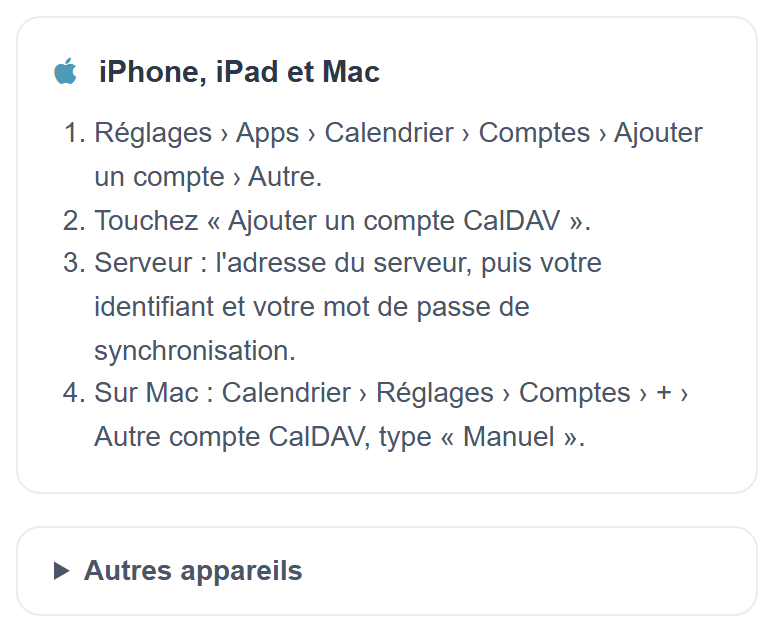 iPhone, iPad et Mac
1. Réglages › Apps › Calendrier › Comptes › Ajouter
un compte › Autre.
2. Touchez « Ajouter un compte CalDAV ».
3. Serveur : l'adresse du serveur, puis votre
identifiant et votre mot de passe de
synchronisation.
4. Sur Mac : Calendrier › Réglages › Comptes › + ›
Autre compte CalDAV, type « Manuel ».
Autres appareils